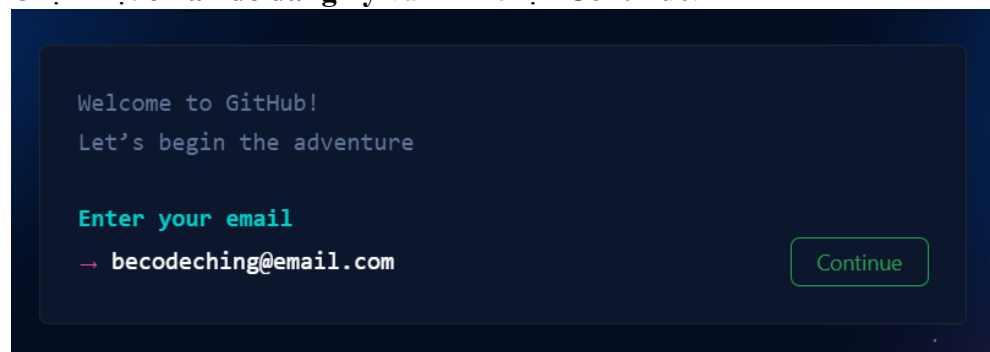 Welcome to GitHub!
Let’s begin the adventure
Enter your email
→ becodeching@email.com
Continue